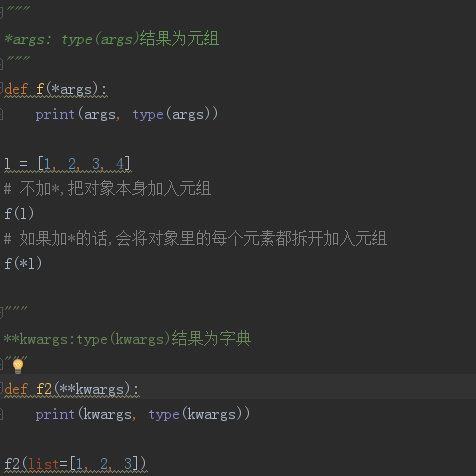 """
*args: type(args)结果为元组
"""
def f(*args):
    print(args, type(args))
l = [1, 2, 3, 4]
# 不加*,把对象本身加入元组
f(l)
# 如果加*的话,会将对象里的每个元素都拆开加入元组
f(*l)
"""
**kwargs:type(kwargs)结果为字典
"""
def f2(**kwargs):
    print(kwargs, type(kwargs))
f2(list=[1, 2, 3])